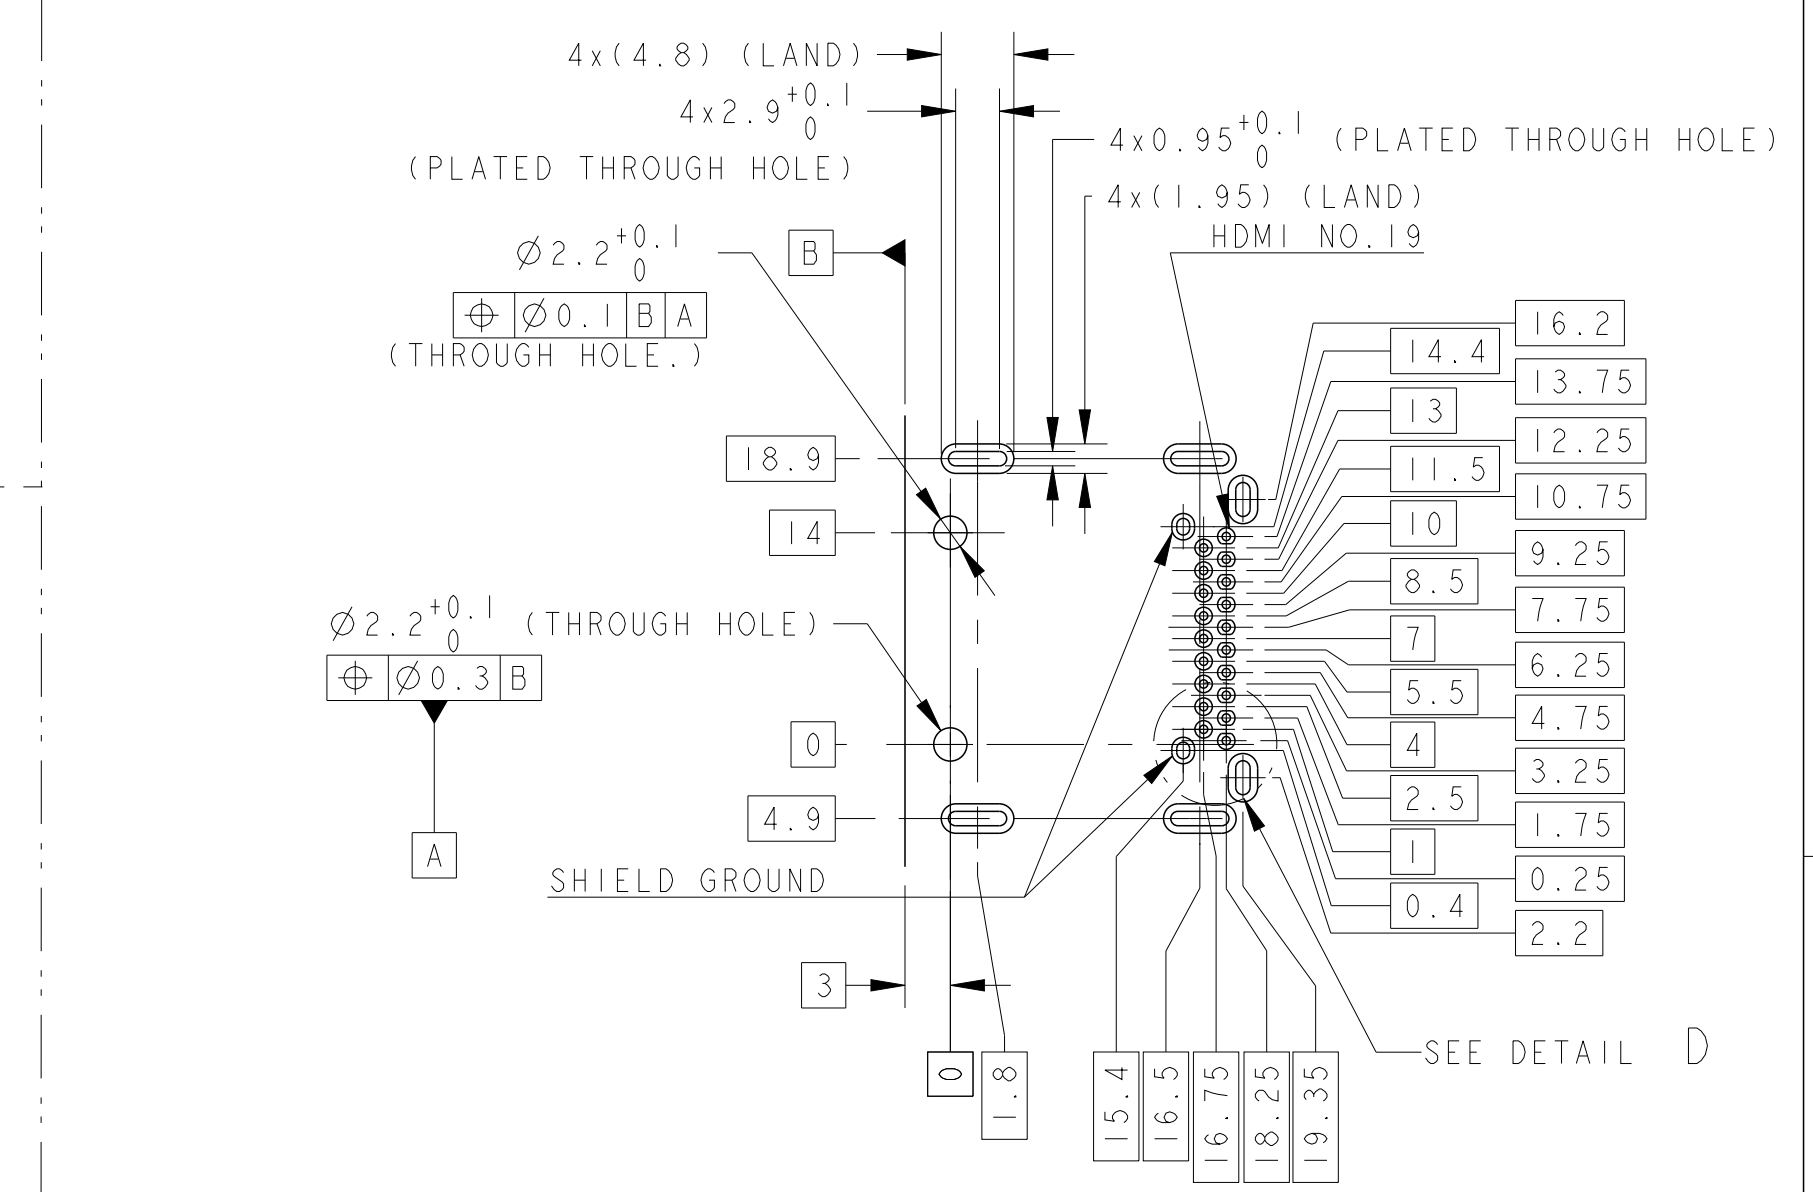 4x(4.8) (LAND)
4x2.9 +0.1 0
(PLATED THROUGH HOLE)
4x0.95 +0.1 0 (PLATED THROUGH HOLE)
4x(1.95) (LAND)
HDMI NO.19
⌀2.2 +0.1 0
B
⌖ ⌀0.1 B A
(THROUGH HOLE.)
16.2
14.4
13.75
13
12.25
11.5
10.75
10
9.25
8.5
7.75
7
6.25
5.5
4.75
4
3.25
2.5
1.75
1
0.25
0.4
2.2
18.9
14
⌀2.2 +0.1 0 (THROUGH HOLE)
⌖ ⌀0.3 B
A
0
4.9
SHIELD GROUND
3
SEE DETAIL D
0
1.8
15.4
16.5
16.75
18.25
19.35